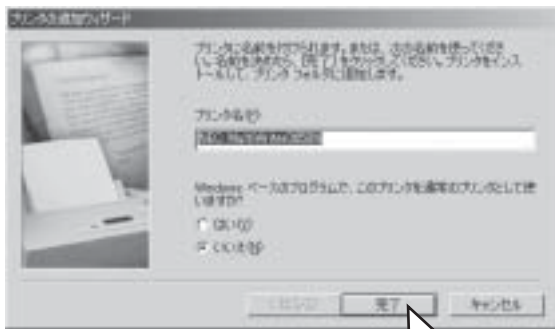 プリンタの追加ウィザード
プリンタに名前を付けられます。または、次の名前を使ってくださ
い。名前を決めたら、[完了] をクリックしてください。プリンタをインス
トールして、プリンタ フォルダに追加します。
プリンタ名(P):
NEC MultiWriter
Windows ベースのプログラムで、このプリンタを通常のプリンタとして使
いますか?
はい(Y)
いいえ(N)
完了
キャンセル